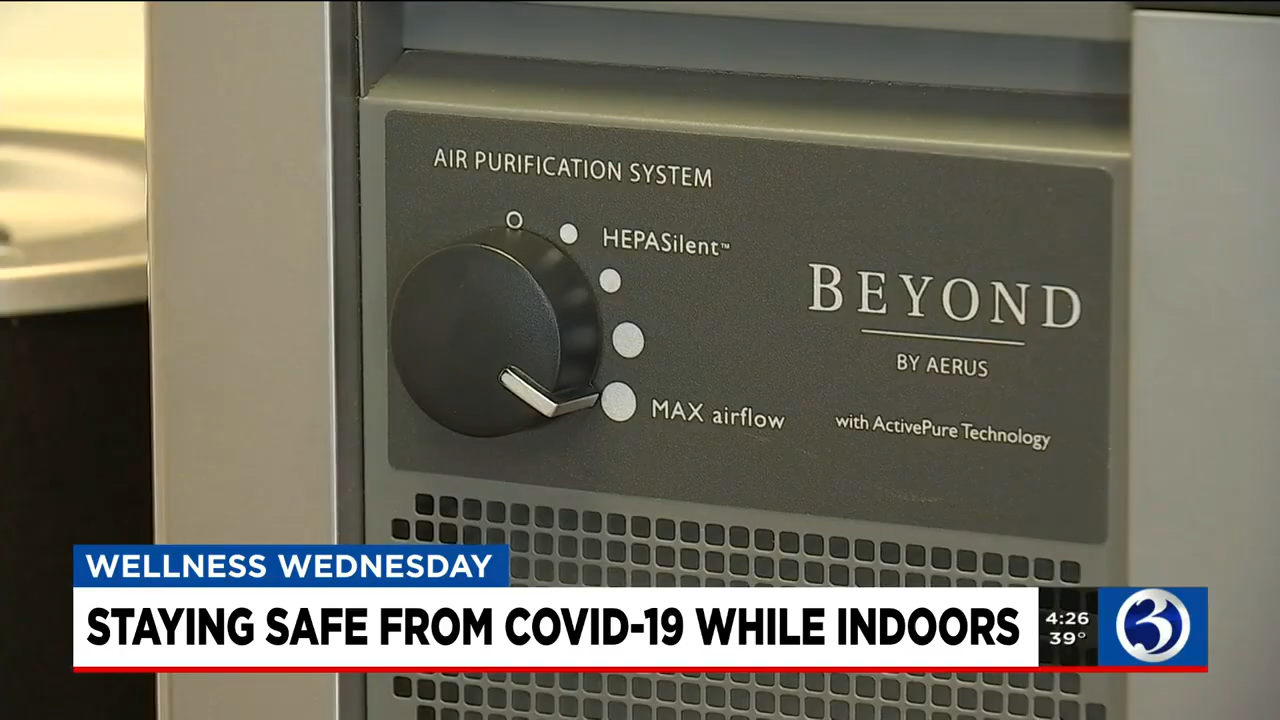 AIR PURIFICATION SYSTEM
O
HEPASilent™
BEYOND
BY AERUS
MAX airflow
with ActivePure Technology
WELLNESS WEDNESDAY
STAYING SAFE FROM COVID-19 WHILE INDOORS
4:26
39°
3